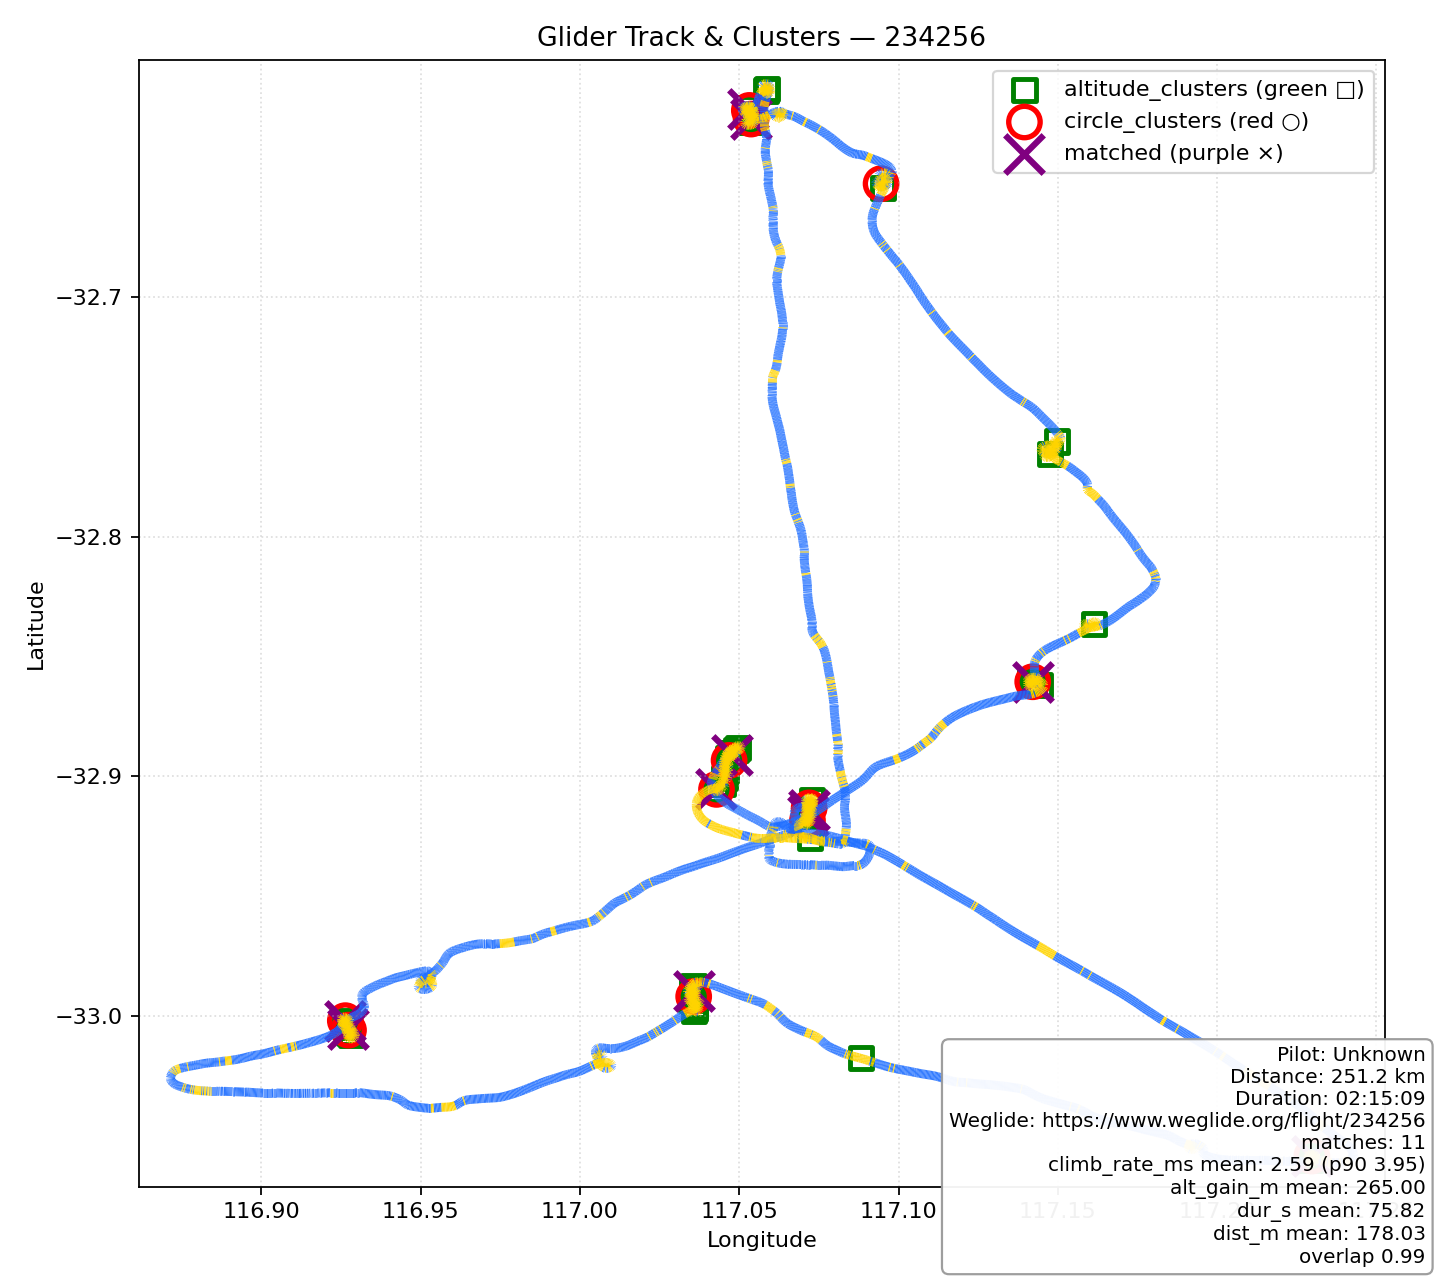 Glider Track & Clusters — 234256
altitude_clusters (green □)
circle_clusters (red ○)
matched (purple ×)
Latitude
−32.7
−32.8
−32.9
−33.0
116.90
116.95
117.00
117.05
117.10
117.15
Longitude
Pilot: Unknown
Distance: 251.2 km
Duration: 02:15:09
Weglide: https://www.weglide.org/flight/234256
matches: 11
climb_rate_ms mean: 2.59 (p90 3.95)
alt_gain_m mean: 265.00
dur_s mean: 75.82
dist_m mean: 178.03
overlap 0.99